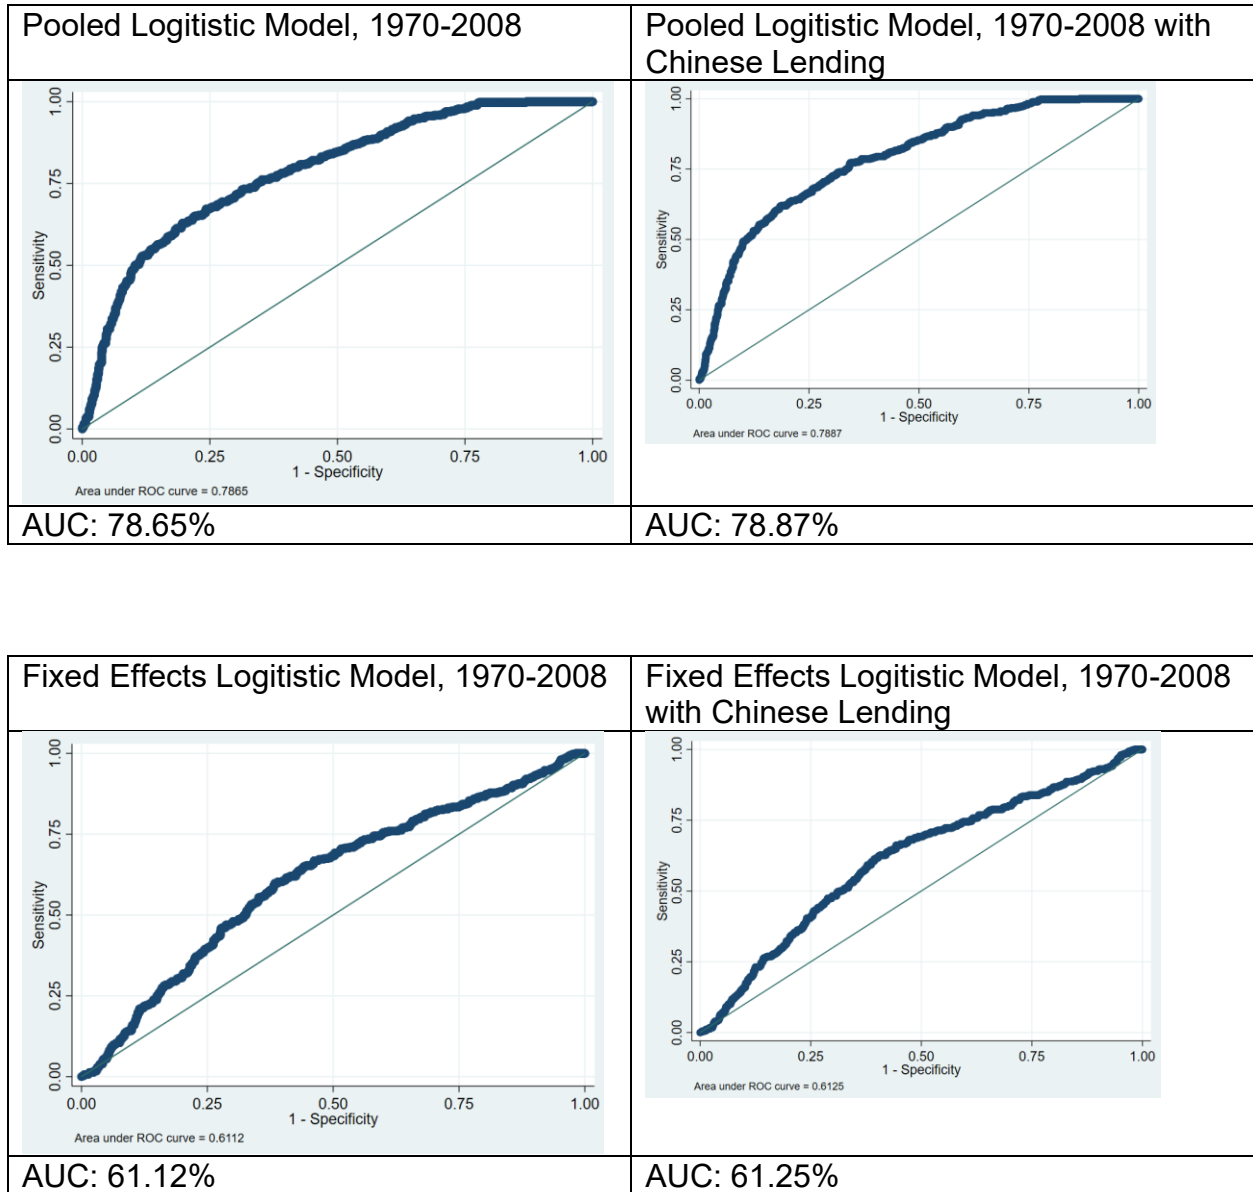 Pooled Logitistic Model, 1970-2008
Pooled Logitistic Model, 1970-2008 with
Chinese Lending
1.00
0.75
Sensitivity
0.50
0.25
0.00
0.00 0.25 0.50 0.75 1.00
1 - Specificity
Area under ROC curve = 0.7865
1.00
0.75
Sensitivity
0.50
0.25
0.00
0.00 0.25 0.50 0.75 1.00
1 - Specificity
Area under ROC curve = 0.7887
AUC: 78.65%
AUC: 78.87%
Fixed Effects Logitistic Model, 1970-2008
Fixed Effects Logitistic Model, 1970-2008
with Chinese Lending
1.00
0.75
Sensitivity
0.50
0.25
0.00
0.00 0.25 0.50 0.75 1.00
1 - Specificity
Area under ROC curve = 0.6112
1.00
0.75
Sensitivity
0.50
0.25
0.00
0.00 0.25 0.50 0.75 1.00
1 - Specificity
Area under ROC curve = 0.6125
AUC: 61.12%
AUC: 61.25%